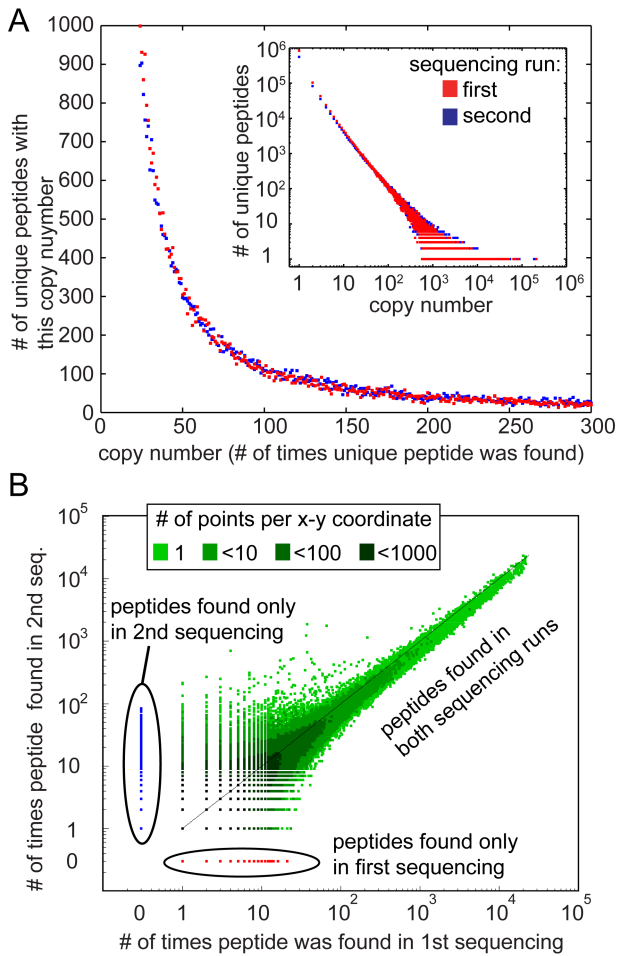 A
# of unique peptides with
this copy nuymber
1000
900
800
700
600
500
400
300
200
100
0
0
50
100
150
200
250
300
copy number (# of times unique peptide was found)
# of unique peptides
10⁶
10⁵
10⁴
10³
10²
10
1
sequencing run:
first
second
1
10
10²
10³
10⁴
10⁵
10⁶
copy number
B
# of times peptide found in 2nd seq.
10⁵
10⁴
10³
10²
10
1
0
# of points per x-y coordinate
1 <10 <100 <1000
peptides found only
in 2nd sequencing
peptides found in
both sequencing runs
peptides found only
in first sequencing
0
1
10
10²
10³
10⁴
10⁵
# of times peptide was found in 1st sequencing